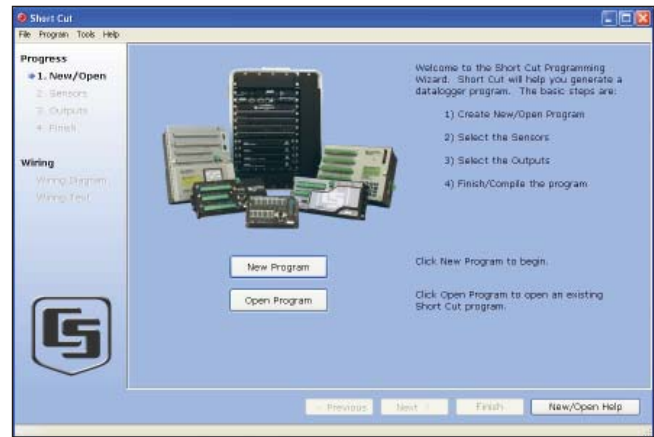 Short Cut
File Program Tools Help
Progress
1. New/Open
2. Sensors
3. Outputs
4. Finish
Wiring
Wiring Diagram
Wiring Text
Welcome to the Short Cut Programming
Wizard. Short Cut will help you generate a
datalogger program. The basic steps are:
1) Create New/Open Program
2) Select the Sensors
3) Select the Outputs
4) Finish/Compile the program
New Program
Click New Program to begin.
Open Program
Click Open Program to open an existing
Short Cut program.
Previous
Next
Finish
New/Open Help